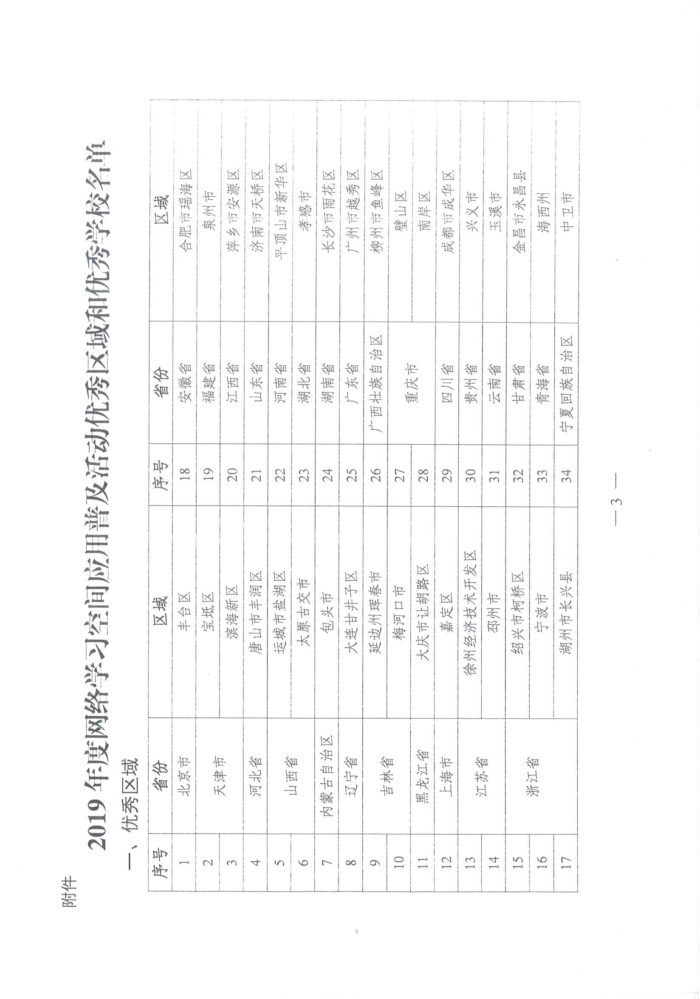 附件
2019 年度网络学习空间应用普及活动优秀区域和优秀学校名单
一、优秀区域
序号 省份 区域 序号 省份 区域
1 北京市 丰台区 18 安徽省 合肥市瑶海区
2 天津市 宝坻区 19 福建省 泉州市
3 滨海新区 20 江西省 萍乡市安源区
4 河北省 唐山市丰润区 21 山东省 济南市天桥区
5 山西省 运城市盐湖区 22 河南省 平顶山市新华区
6 太原古交市 23 湖北省 孝感市
7 内蒙古自治区 包头市 24 湖南省 长沙市雨花区
8 辽宁省 大连甘井子区 25 广东省 广州市越秀区
9 吉林省 延边州珲春市 26 广西壮族自治区 柳州市鱼峰区
10 梅河口市 27 重庆市 璧山区
11 黑龙江省 大庆市让胡路区 28 南岸区
12 上海市 嘉定区 29 四川省 成都市成华区
13 江苏省 徐州经济技术开发区 30 贵州省 兴义市
14 邳州市 31 云南省 玉溪市
15 浙江省 绍兴市柯桥区 32 甘肃省 金昌市永昌县
16 宁波市 33 青海省 海西州
17 湖州市长兴县 34 宁夏回族自治区 中卫市
— 3 —